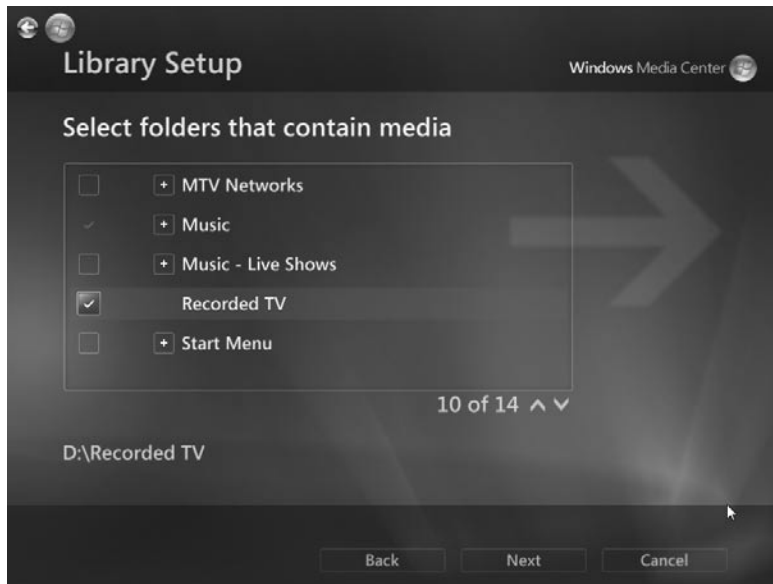 Library Setup
Windows Media Center
Select folders that contain media
+ MTV Networks
+ Music
+ Music - Live Shows
Recorded TV
+ Start Menu
10 of 14
D:\Recorded TV
Back Next Cancel